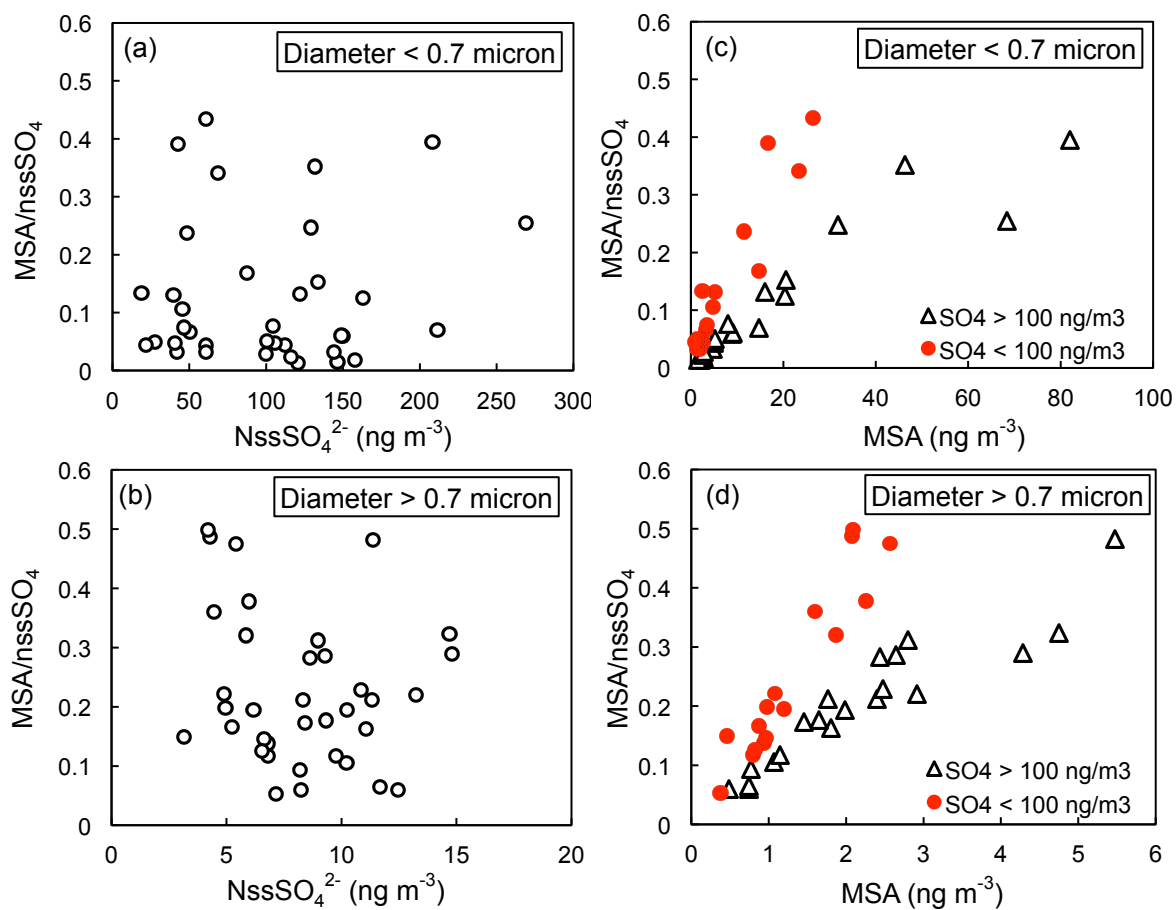 (a)
Diameter < 0.7 micron
0.6
0.5
0.4
0.3
0.2
0.1
0
MSA/nssSO₄
0 50 100 150 200 250 300
NssSO₄²⁻ (ng m⁻³)
(c)
Diameter < 0.7 micron
0.6
0.5
0.4
0.3
0.2
0.1
0
MSA/nssSO₄
SO4 > 100 ng/m3
SO4 < 100 ng/m3
0 20 40 60 80 100
MSA (ng m⁻³)
(b)
Diameter > 0.7 micron
0.6
0.5
0.4
0.3
0.2
0.1
0
MSA/nssSO₄
0 5 10 15 20
NssSO₄²⁻ (ng m⁻³)
(d)
Diameter > 0.7 micron
0.6
0.5
0.4
0.3
0.2
0.1
0
MSA/nssSO₄
SO4 > 100 ng/m3
SO4 < 100 ng/m3
0 1 2 3 4 5 6
MSA (ng m⁻³)